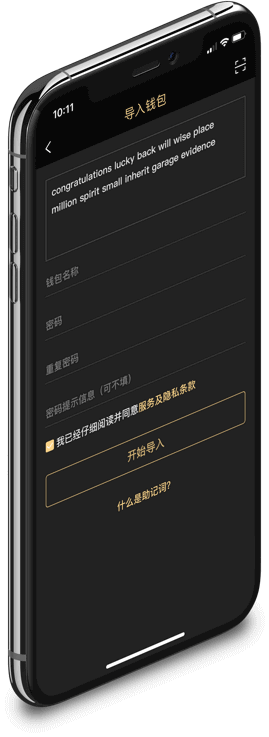 10:11
导入钱包
congratulations lucky back will wise place
million spirit small inherit garage evidence
钱包名称
密码
重复密码
密码提示信息（可不填）
我已经仔细阅读并同意服务及隐私条款
开始导入
什么是助记词?